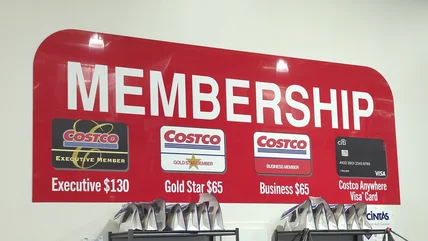 MEMBERSHIP
COSTCO
EXECUTIVE MEMBER
Executive $130
COSTCO
GOLD STAR MEMBER
Gold Star $65
COSTCO
BUSINESS MEMBER
Business $65
citi
VISA
Costco Anywhere
Visa® Card
CINTAS